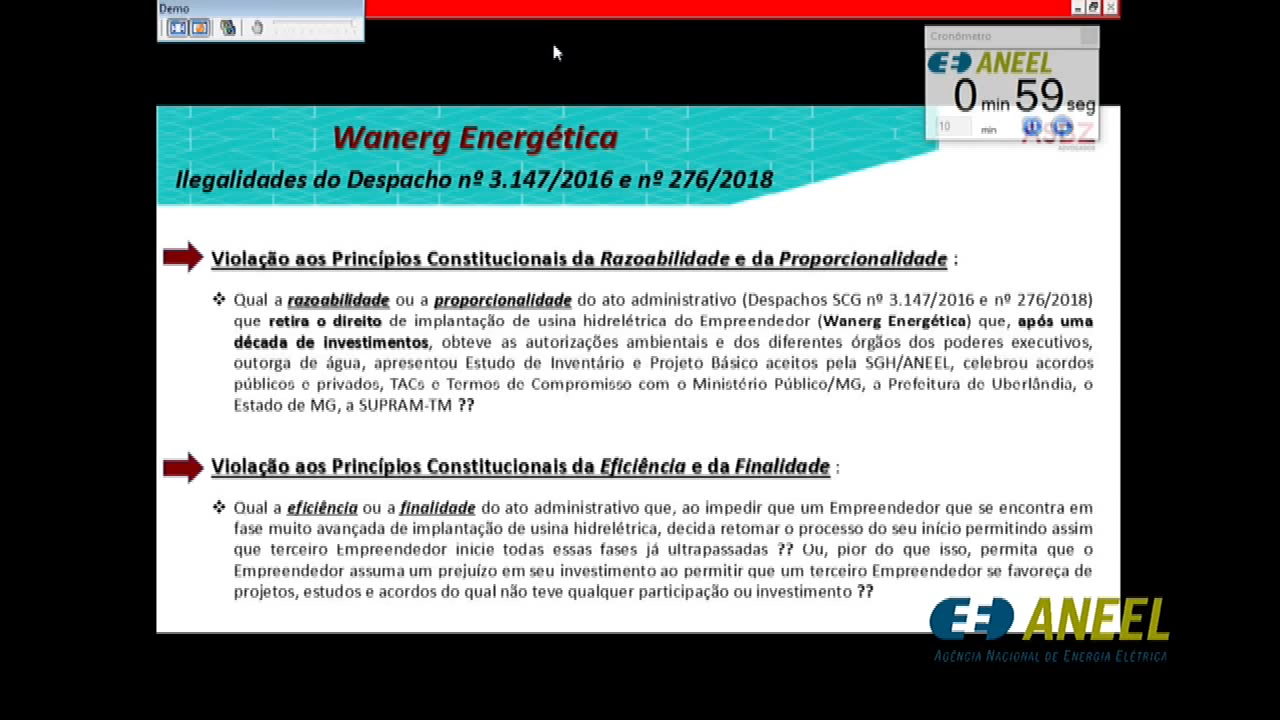 Demo
Cronômetro
ANEEL
0 min 59 seg
10 min
ASBZ
ADVOGADOS
Wanerg Energética
Ilegalidades do Despacho nº 3.147/2016 e nº 276/2018
Violação aos Princípios Constitucionais da Razoabilidade e da Proporcionalidade :
❖ Qual a razoabilidade ou a proporcionalidade do ato administrativo (Despachos SCG nº 3.147/2016 e nº 276/2018)
que retira o direito de implantação de usina hidrelétrica do Empreendedor (Wanerg Energética) que, após uma
década de investimentos, obteve as autorizações ambientais e dos diferentes órgãos dos poderes executivos,
outorga de água, apresentou Estudo de Inventário e Projeto Básico aceitos pela SGH/ANEEL, celebrou acordos
públicos e privados, TACs e Termos de Compromisso com o Ministério Público/MG, a Prefeitura de Uberlândia, o
Estado de MG, a SUPRAM-TM ??
Violação aos Princípios Constitucionais da Eficiência e da Finalidade :
❖ Qual a eficiência ou a finalidade do ato administrativo que, ao impedir que um Empreendedor que se encontra em
fase muito avançada de implantação de usina hidrelétrica, decida retomar o processo do seu início permitindo assim
que terceiro Empreendedor inicie todas essas fases já ultrapassadas ?? Ou, pior do que isso, permita que o
Empreendedor assuma um prejuízo em seu investimento ao permitir que um terceiro Empreendedor se favoreça de
projetos, estudos e acordos do qual não teve qualquer participação ou investimento ??
ANEEL
AGÊNCIA NACIONAL DE ENERGIA ELÉTRICA